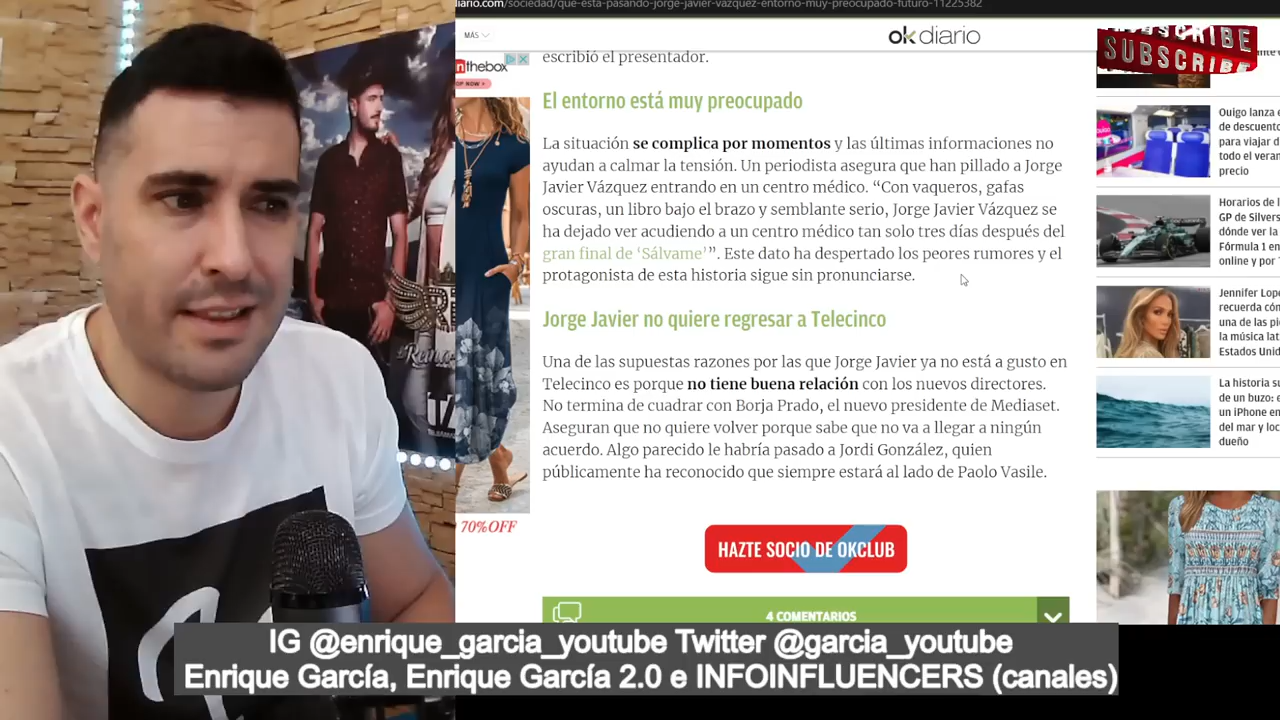 diario.com/sociedad/que-esta-pasando-jorge-javier-vazquez-entorno-muy-preocupado-futuro-11225382
MÁS
okdiario
SUBSCRIBE
thebox
escribió el presentador.
El entorno está muy preocupado
La situación se complica por momentos y las últimas informaciones no
ayudan a calmar la tensión. Un periodista asegura que han pillado a Jorge
Javier Vázquez entrando en un centro médico. “Con vaqueros, gafas
oscuras, un libro bajo el brazo y semblante serio, Jorge Javier Vázquez se
ha dejado ver acudiendo a un centro médico tan solo tres días después del
gran final de ‘Sálvame’”. Este dato ha despertado los peores rumores y el
protagonista de esta historia sigue sin pronunciarse.
Jorge Javier no quiere regresar a Telecinco
Una de las supuestas razones por las que Jorge Javier ya no está a gusto en
Telecinco es porque no tiene buena relación con los nuevos directores.
No termina de cuadrar con Borja Prado, el nuevo presidente de Mediaset.
Aseguran que no quiere volver porque sabe que no va a llegar a ningún
acuerdo. Algo parecido le habría pasado a Jordi González, quien
públicamente ha reconocido que siempre estará al lado de Paolo Vasile.
70%OFF
HAZTE SOCIO DE OKCLUB
4 COMENTARIOS
Ouigo lanza
de descuento
para viajar
todo el vera
precio
Horarios de
GP de Silvers
dónde ver la
Fórmula 1 en
online y por
Jennifer Lope
recuerda có
una de las
la música
Estados Unid
La historia
de un buzo:
un iPhone en
del mar y
dueño
IG @enrique_garcia_youtube Twitter @garcia_youtube
Enrique García, Enrique García 2.0 e INFOINFLUENCERS (canales)